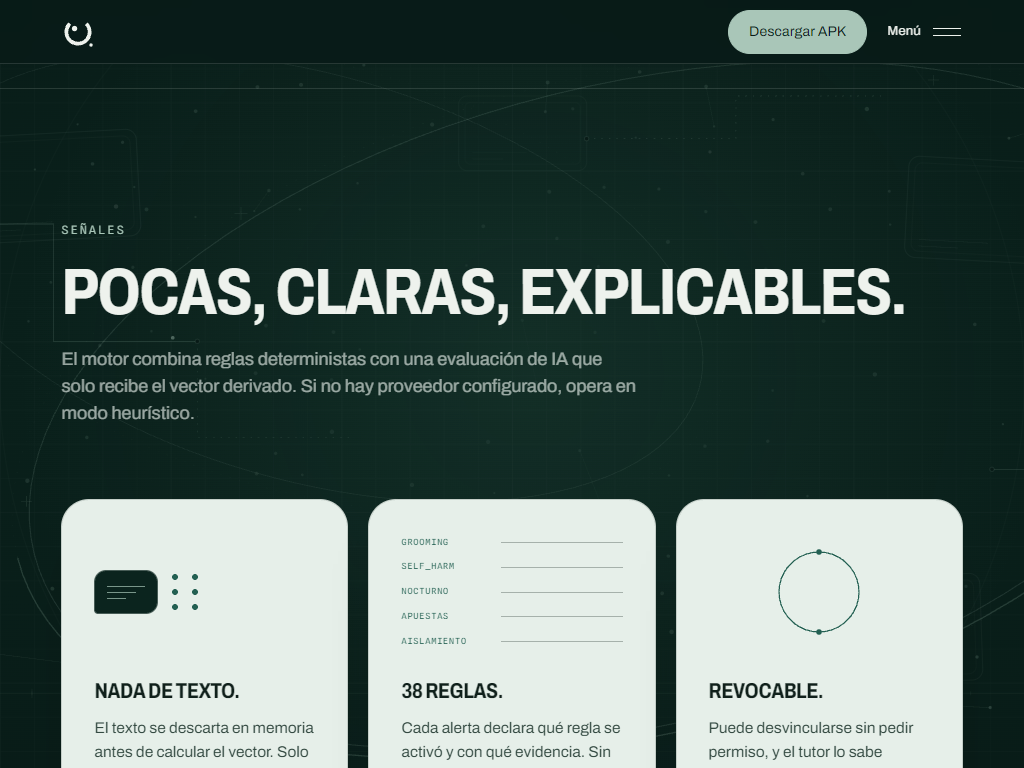 Descargar APK
Menú
SEÑALES
POCAS, CLARAS, EXPLICABLES.
El motor combina reglas deterministas con una evaluación de IA que
solo recibe el vector derivado. Si no hay proveedor configurado, opera en
modo heurístico.
GROOMING
SELF_HARM
NOCTURNO
APUESTAS
AISLAMIENTO
NADA DE TEXTO.
El texto se descarta en memoria
antes de calcular el vector. Solo
38 REGLAS.
Cada alerta declara qué regla se
activó y con qué evidencia. Sin
REVOCABLE.
Puede desvincularse sin pedir
permiso, y el tutor lo sabe